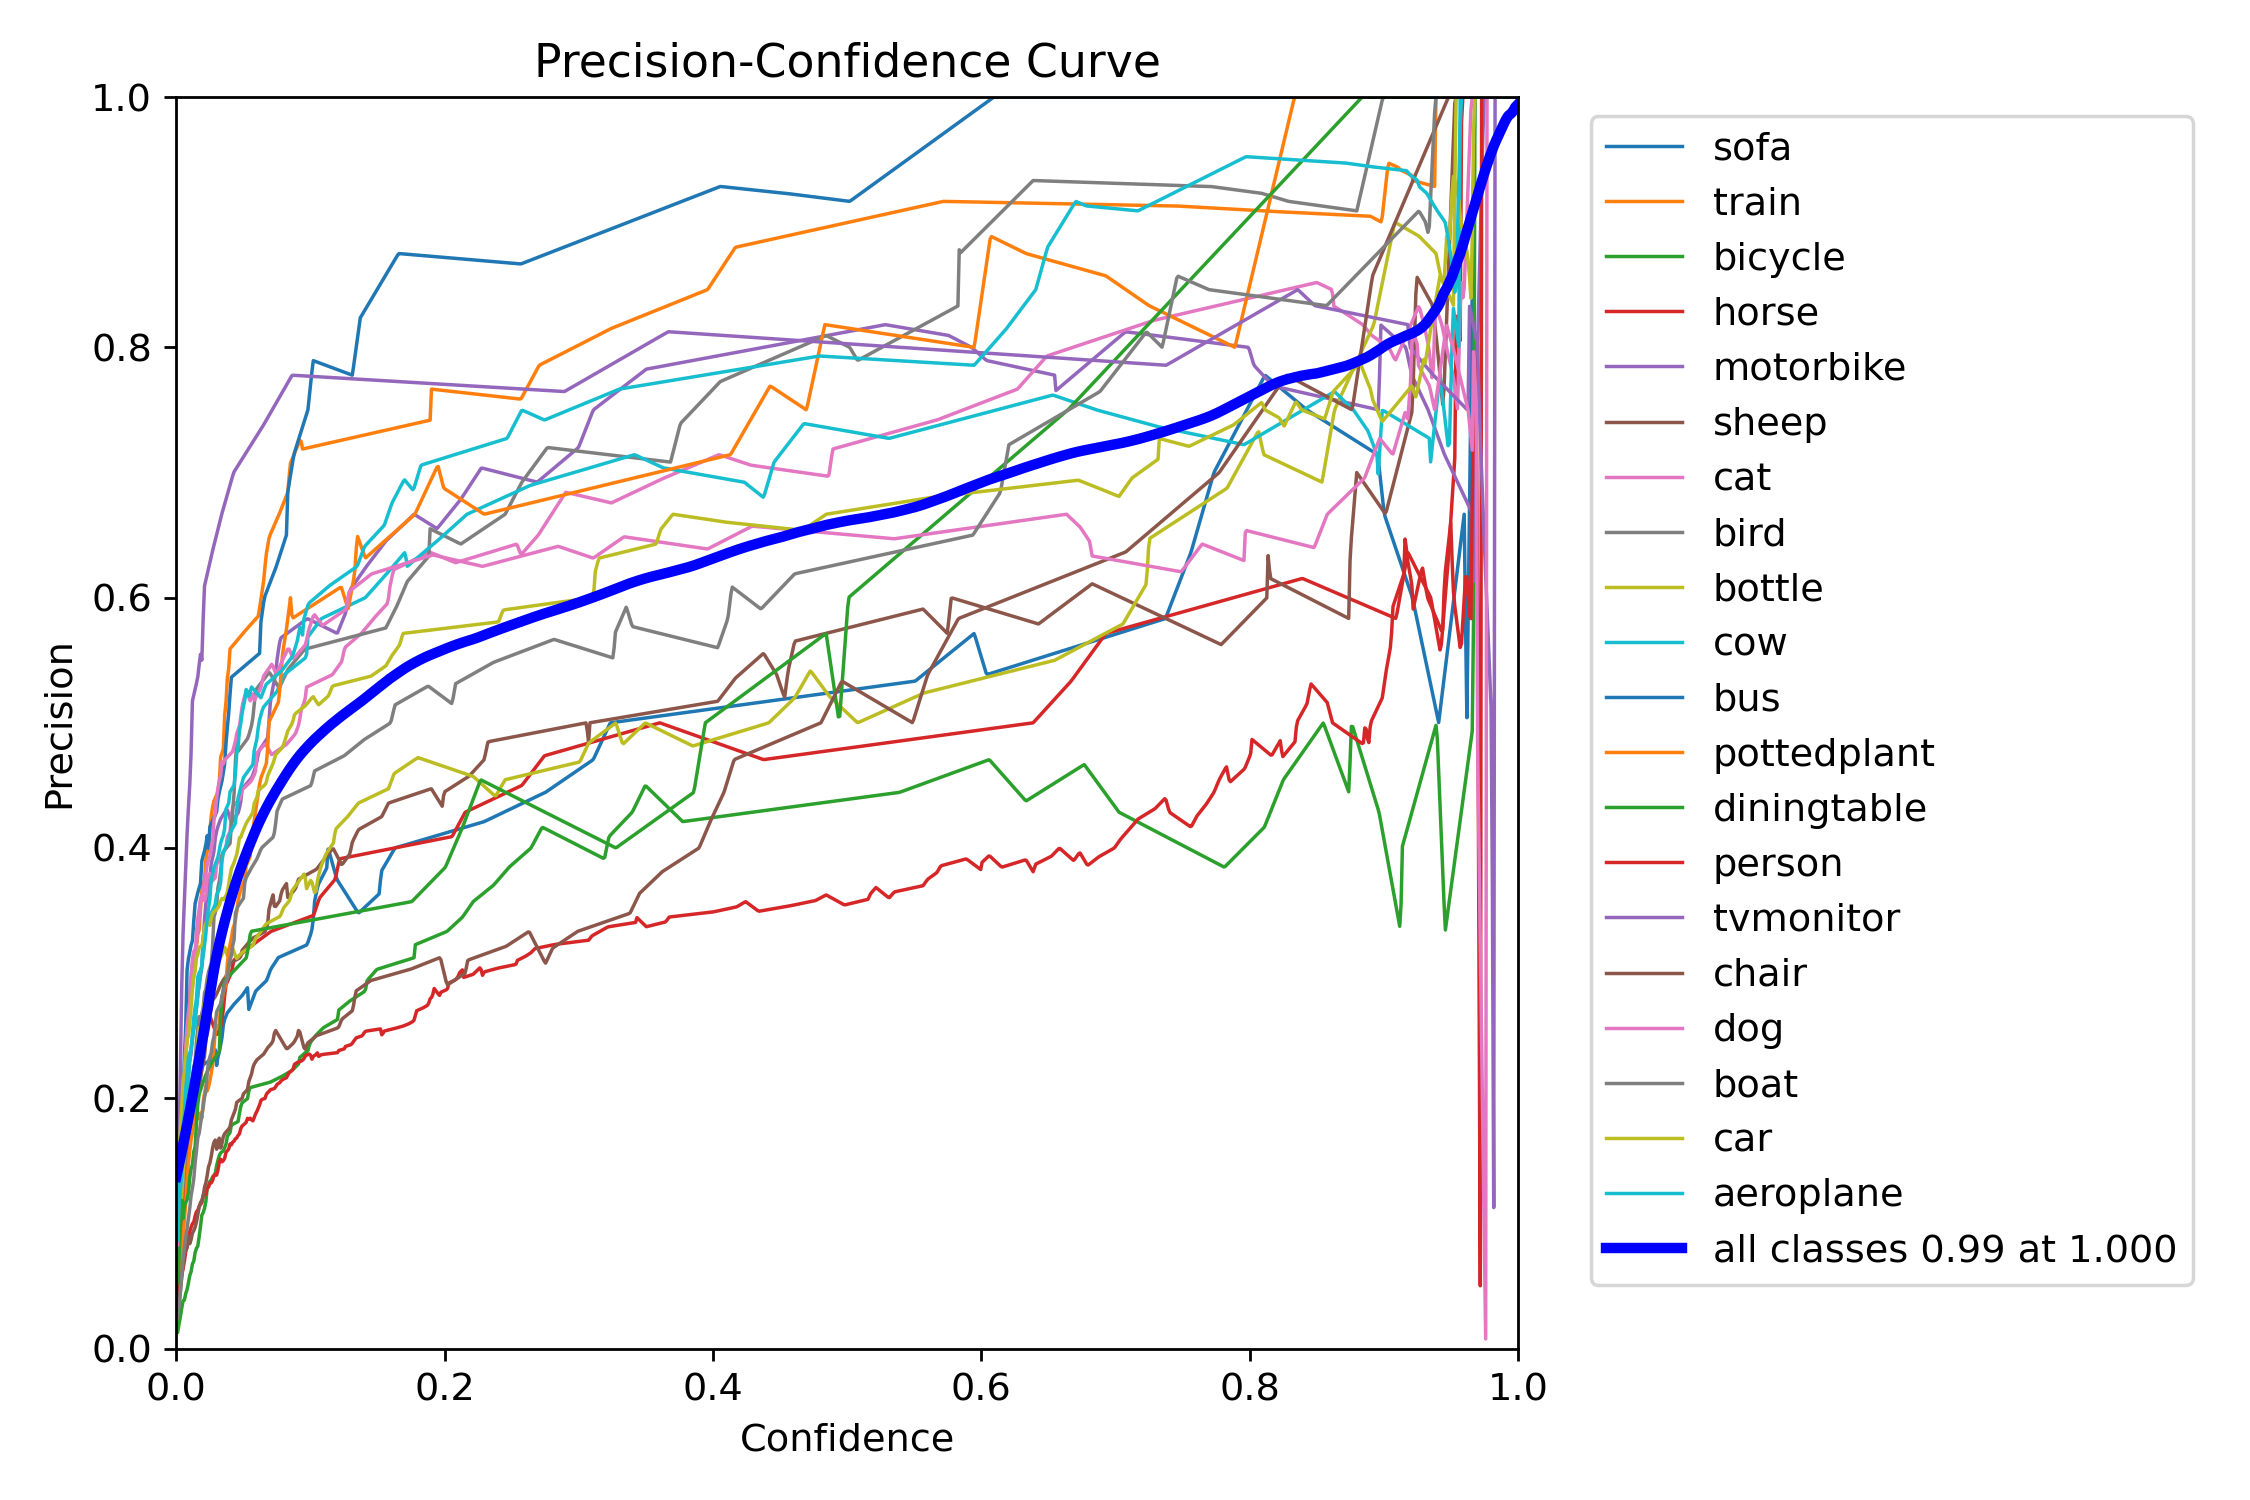 Precision-Confidence Curve
1.0
0.8
0.6
0.4
0.2
0.0
Precision
0.0 0.2 0.4 0.6 0.8 1.0
Confidence
sofa
train
bicycle
horse
motorbike
sheep
cat
bird
bottle
cow
bus
pottedplant
diningtable
person
tvmonitor
chair
dog
boat
car
aeroplane
all classes 0.99 at 1.000